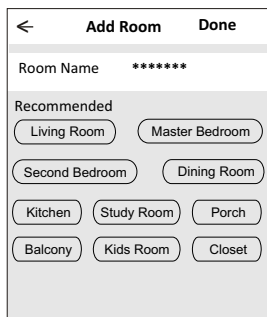 Add Room Done
Room Name *******
Recommended
Living Room Master Bedroom
Second Bedroom Dining Room
Kitchen Study Room Porch
Balcony Kids Room Closet